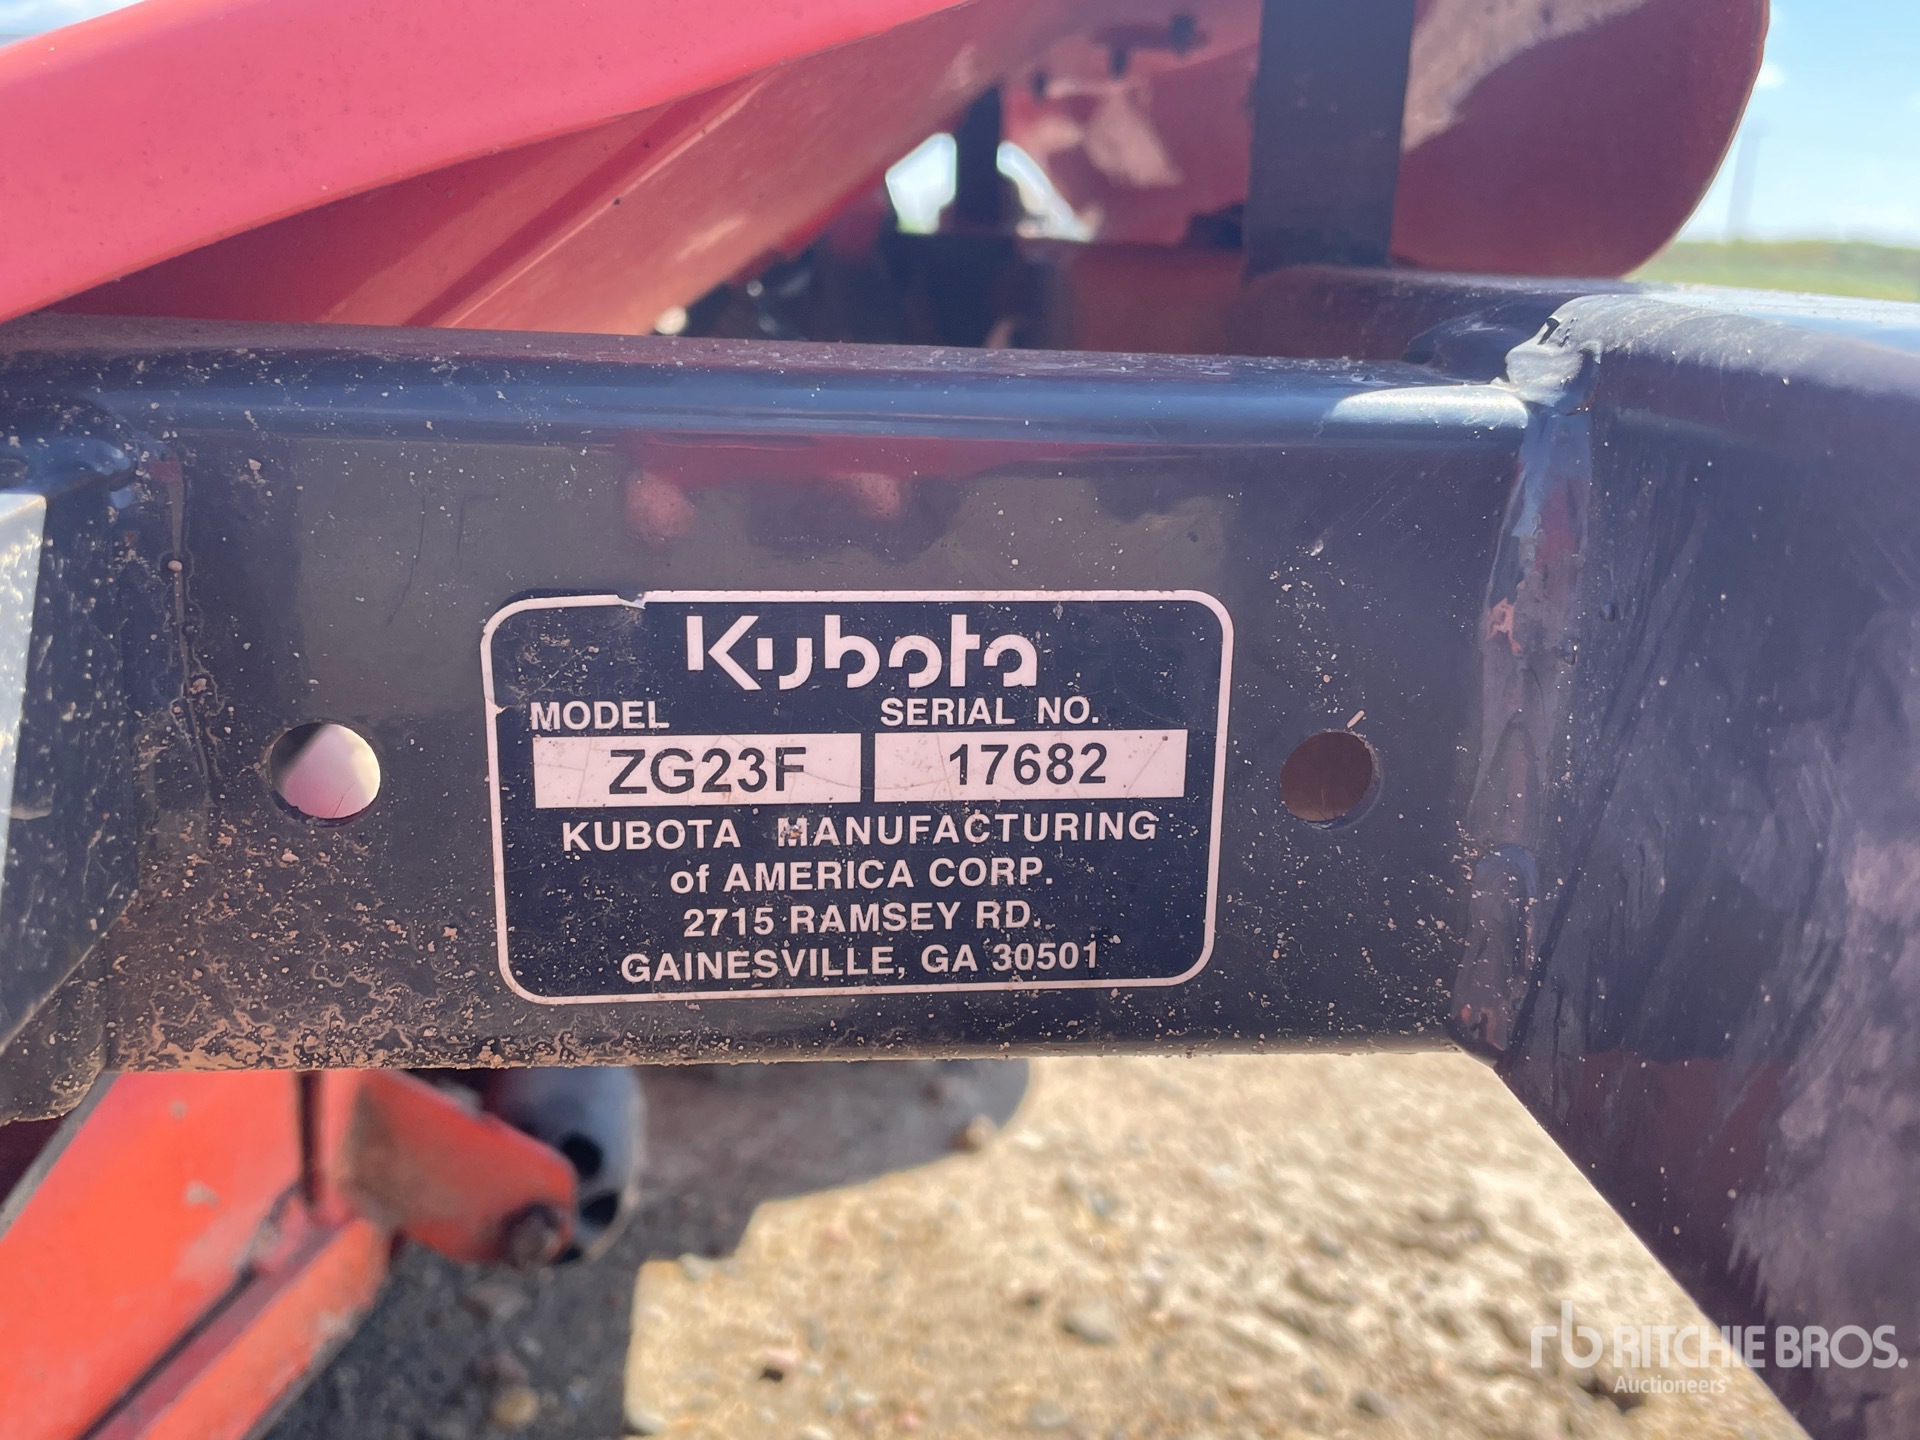 Kubota
MODEL SERIAL NO.
ZG23F 17682
KUBOTA MANUFACTURING
of AMERICA CORP.
2715 RAMSEY RD.
GAINESVILLE, GA 30501
rb RITCHIE BROS.
Auctioneers